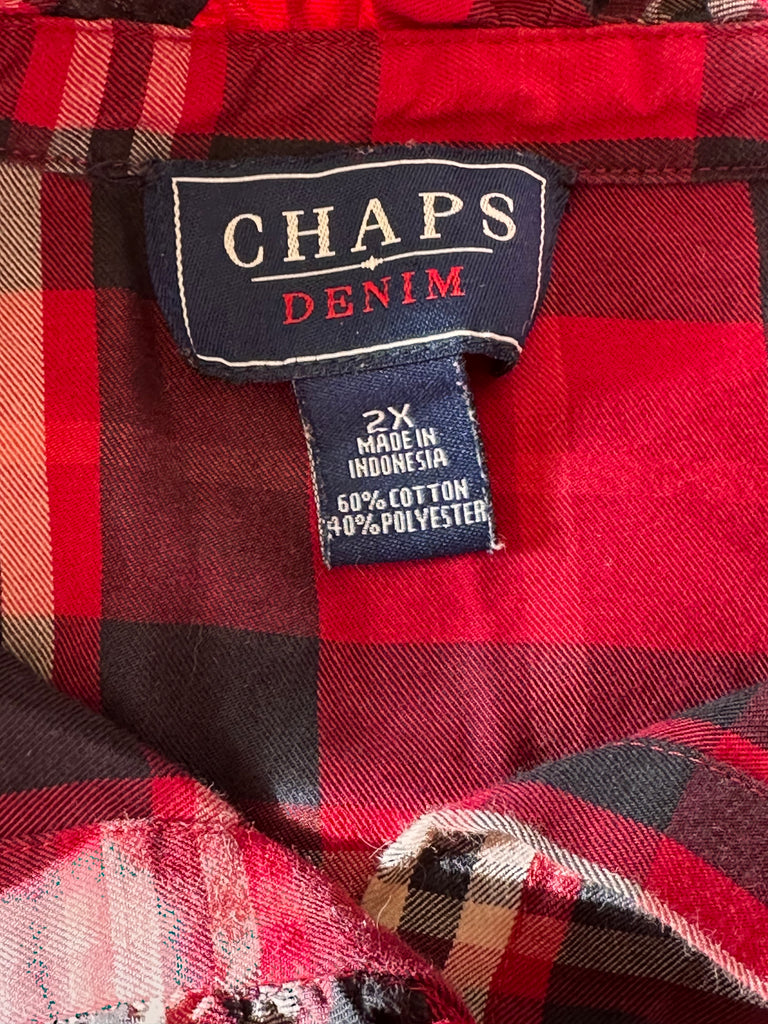 CHAPS
DENIM
2X
MADE IN
INDONESIA
60% COTTON
40% POLYESTER